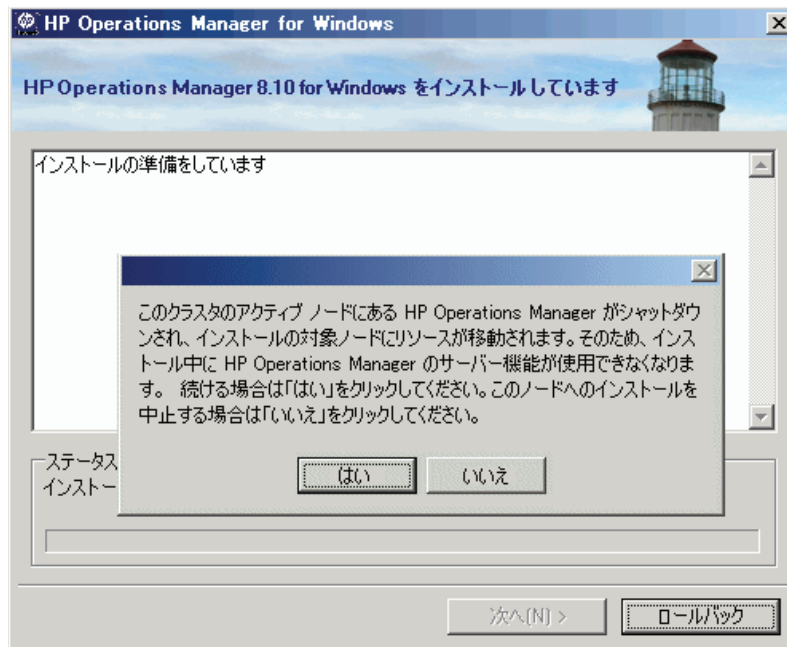 HP Operations Manager for Windows
HP Operations Manager 8.10 for Windows をインストールしています
インストールの準備をしています
このクラスタのアクティブ ノードにある HP Operations Manager がシャットダウ
ンされ、インストールの対象ノードにリソースが移動されます。そのため、インス
トール中に HP Operations Manager のサーバー機能が使用できなくなりま
す。 続ける場合は「はい」をクリックしてください。このノードへのインストールを
中止する場合は「いいえ」をクリックしてください。
ステータス
インストー
はい
いいえ
次へ(N) >
ロールバック